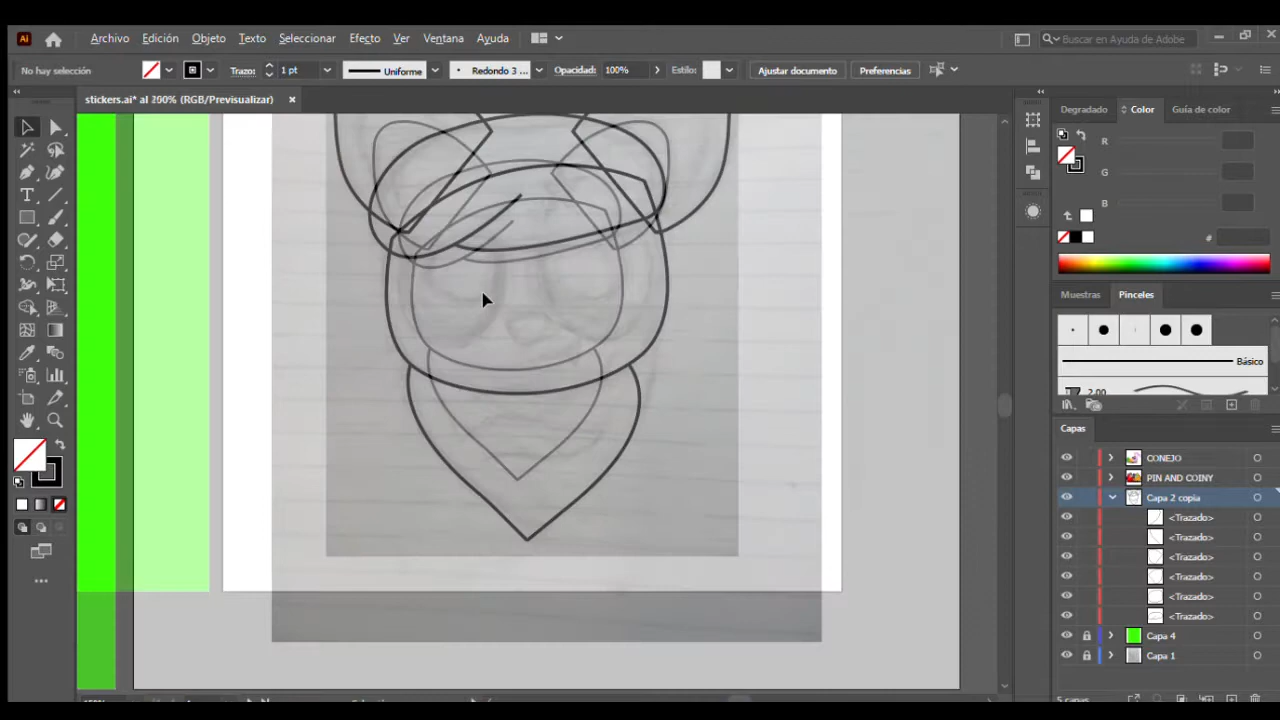 Ai Archivo Edición Objeto Texto Seleccionar Efecto Ver Ventana Ayuda Buscar en Ayuda de Adobe
No hay selección Trazo: 1 pt Uniforme Redondo 3 ... Opacidad: 100% Estilo: Ajustar documento Preferencias
stickers.ai* al 200% (RGB/Previsualizar) ×
Degradado Color Guía de color
R
G
B
#
Muestras Pinceles
Básico
2.00
Capas
CONEJO
PIN AND COINY
Capa 2 copia
<Trazado>
<Trazado>
<Trazado>
<Trazado>
<Trazado>
<Trazado>
Capa 4
Capa 1